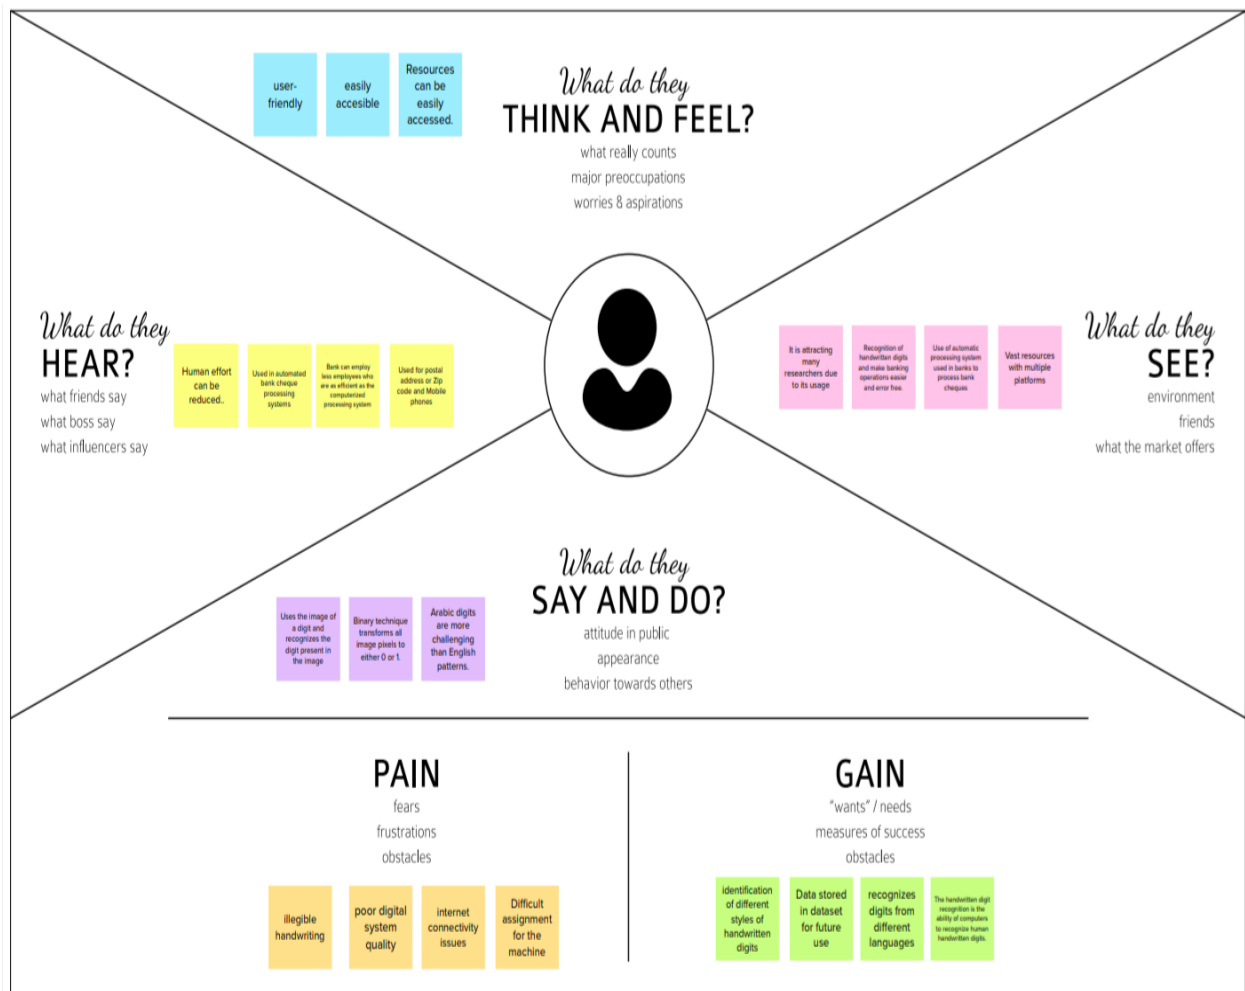 user-
friendly
easily
accesible
Resources
can be
easily
accessed.
What do they
THINK AND FEEL?
what really counts
major preoccupations
worries & aspirations
What do they
HEAR?
what friends say
what boss say
what influencers say
Human effort
can be
reduced..
Used in automated
bank cheque
processing
systems
Bank can employ
less employees who
are as efficient as the
computerized
processing system
Used for postal
address or Zip
code and Mobile
phones
It is attracting
many
researchers due
to its usage
Recognition of
handwritten digits
and make banking
operations easier
and error free.
Use of automatic
processing system
used in banks to
process bank
cheques
Vast resources
with multiple
platforms
What do they
SEE?
environment
friends
what the market offers
What do they
SAY AND DO?
attitude in public
appearance
behavior towards others
Uses the image of
a digit and
recognizes the
digit present in
the image
Binary technique
transforms all
image pixels to
either 0 or 1.
Arabic digits
are more
challenging
than English
patterns.
PAIN
fears
frustrations
obstacles
illegible
handwriting
poor digital
system
quality
internet
connectivity
issues
Difficult
assignment
for the
machine
GAIN
"wants" / needs
measures of success
obstacles
identification
of different
styles of
handwritten
digits
Data stored
in dataset
for future
use
recognizes
digits from
different
languages
The handwritten digit
recognition is the
ability of computers
to recognize human
handwritten digits.